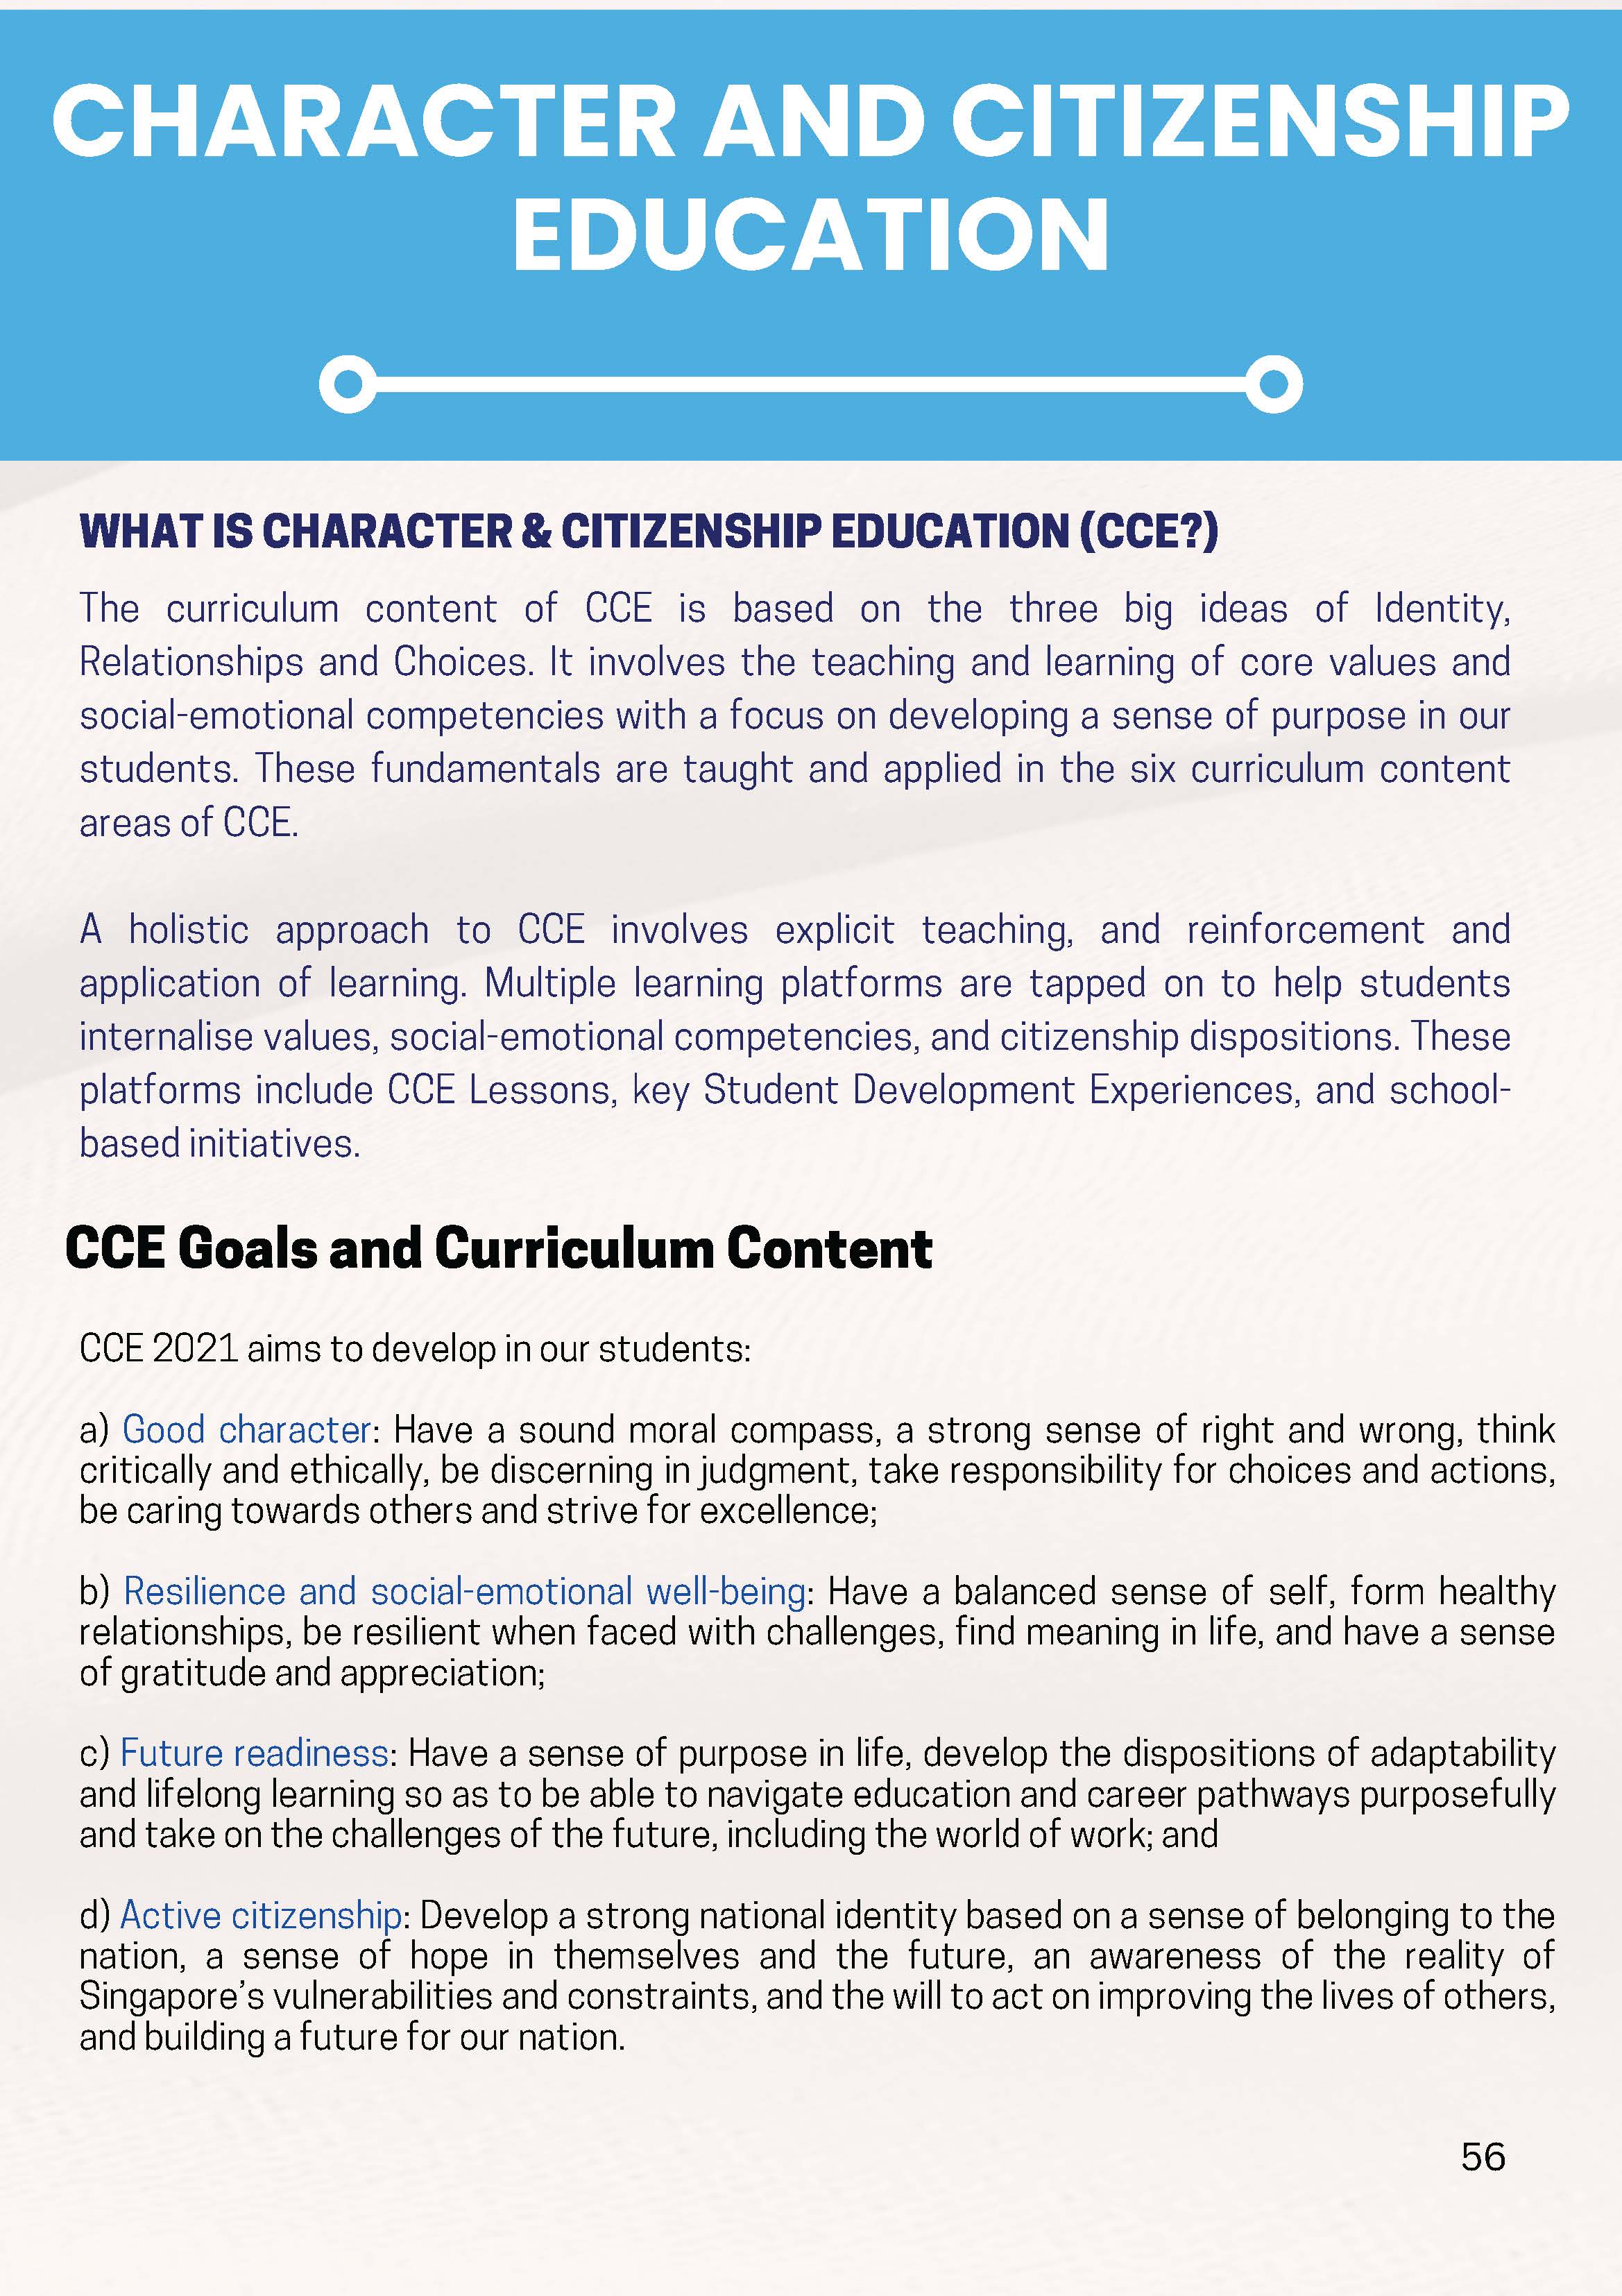 CHARACTER AND CITIZENSHIP
EDUCATION
WHAT IS CHARACTER & CITIZENSHIP EDUCATION (CCE?)
The curriculum content of CCE is based on the three big ideas of Identity,
Relationships and Choices. It involves the teaching and learning of core values and
social-emotional competencies with a focus on developing a sense of purpose in our
students. These fundamentals are taught and applied in the six curriculum content
areas of CCE.
A holistic approach to CCE involves explicit teaching, and reinforcement and
application of learning. Multiple learning platforms are tapped on to help students
internalise values, social-emotional competencies, and citizenship dispositions. These
platforms include CCE Lessons, key Student Development Experiences, and school-
based initiatives.
CCE Goals and Curriculum Content
CCE 2021 aims to develop in our students:
a) Good character: Have a sound moral compass, a strong sense of right and wrong, think
critically and ethically, be discerning in judgment, take responsibility for choices and actions,
be caring towards others and strive for excellence;
b) Resilience and social-emotional well-being: Have a balanced sense of self, form healthy
relationships, be resilient when faced with challenges, find meaning in life, and have a sense
of gratitude and appreciation;
c) Future readiness: Have a sense of purpose in life, develop the dispositions of adaptability
and lifelong learning so as to be able to navigate education and career pathways purposefully
and take on the challenges of the future, including the world of work; and
d) Active citizenship: Develop a strong national identity based on a sense of belonging to the
nation, a sense of hope in themselves and the future, an awareness of the reality of
Singapore’s vulnerabilities and constraints, and the will to act on improving the lives of others,
and building a future for our nation.
56